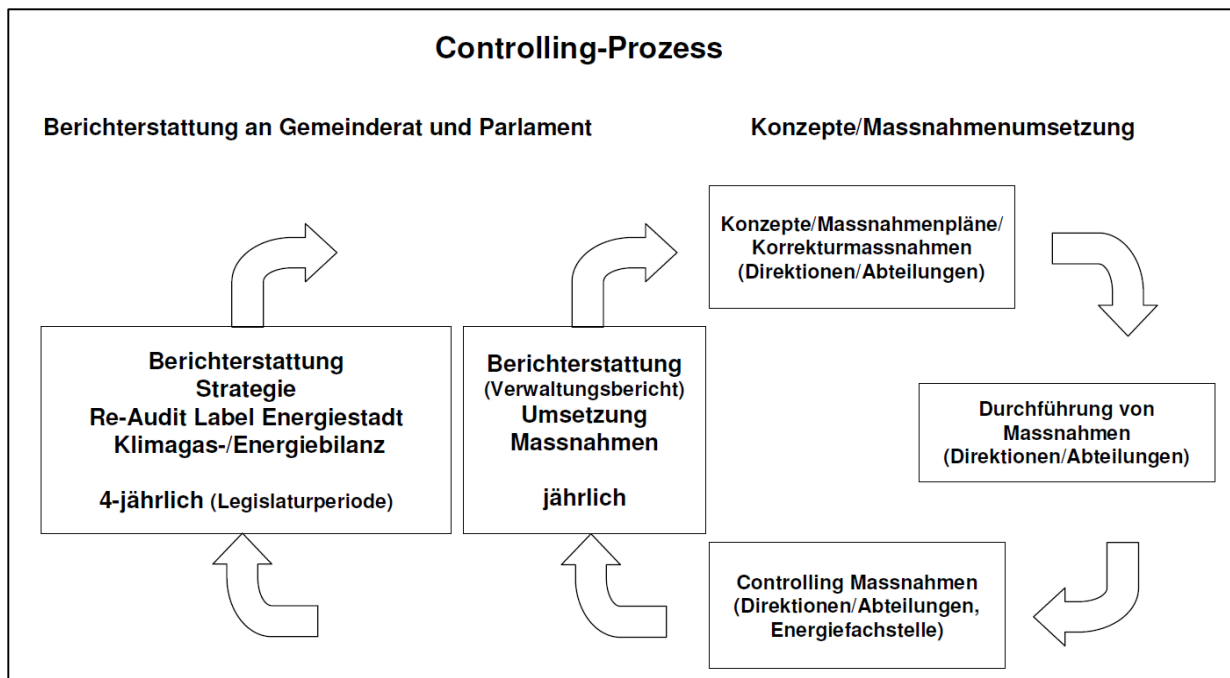 Controlling-Prozess
Berichterstattung an Gemeinderat und Parlament
Konzepte/Massnahmenumsetzung
Konzepte/Massnahmenpläne/
Korrekturmassnahmen
(Direktionen/Abteilungen)
Berichterstattung
Strategie
Re-Audit Label Energiestadt
Klimagas-/Energiebilanz
4-jährlich (Legislaturperiode)
Berichterstattung
(Verwaltungsbericht)
Umsetzung
Massnahmen
jährlich
Durchführung von
Massnahmen
(Direktionen/Abteilungen)
Controlling Massnahmen
(Direktionen/Abteilungen,
Energiefachstelle)